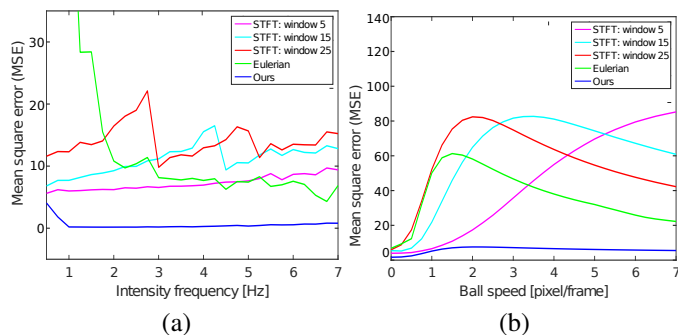 STFT: window 5
STFT: window 15
STFT: window 25
Eulerian
Ours
Mean square error (MSE)
30
20
10
0
1 2 3 4 5 6 7
Intensity frequency [Hz]
(a)
140
STFT: window 5
STFT: window 15
STFT: window 25
Eulerian
Ours
Mean square error (MSE)
120
100
80
60
40
20
0
0 1 2 3 4 5 6 7
Ball speed [pixel/frame]
(b)